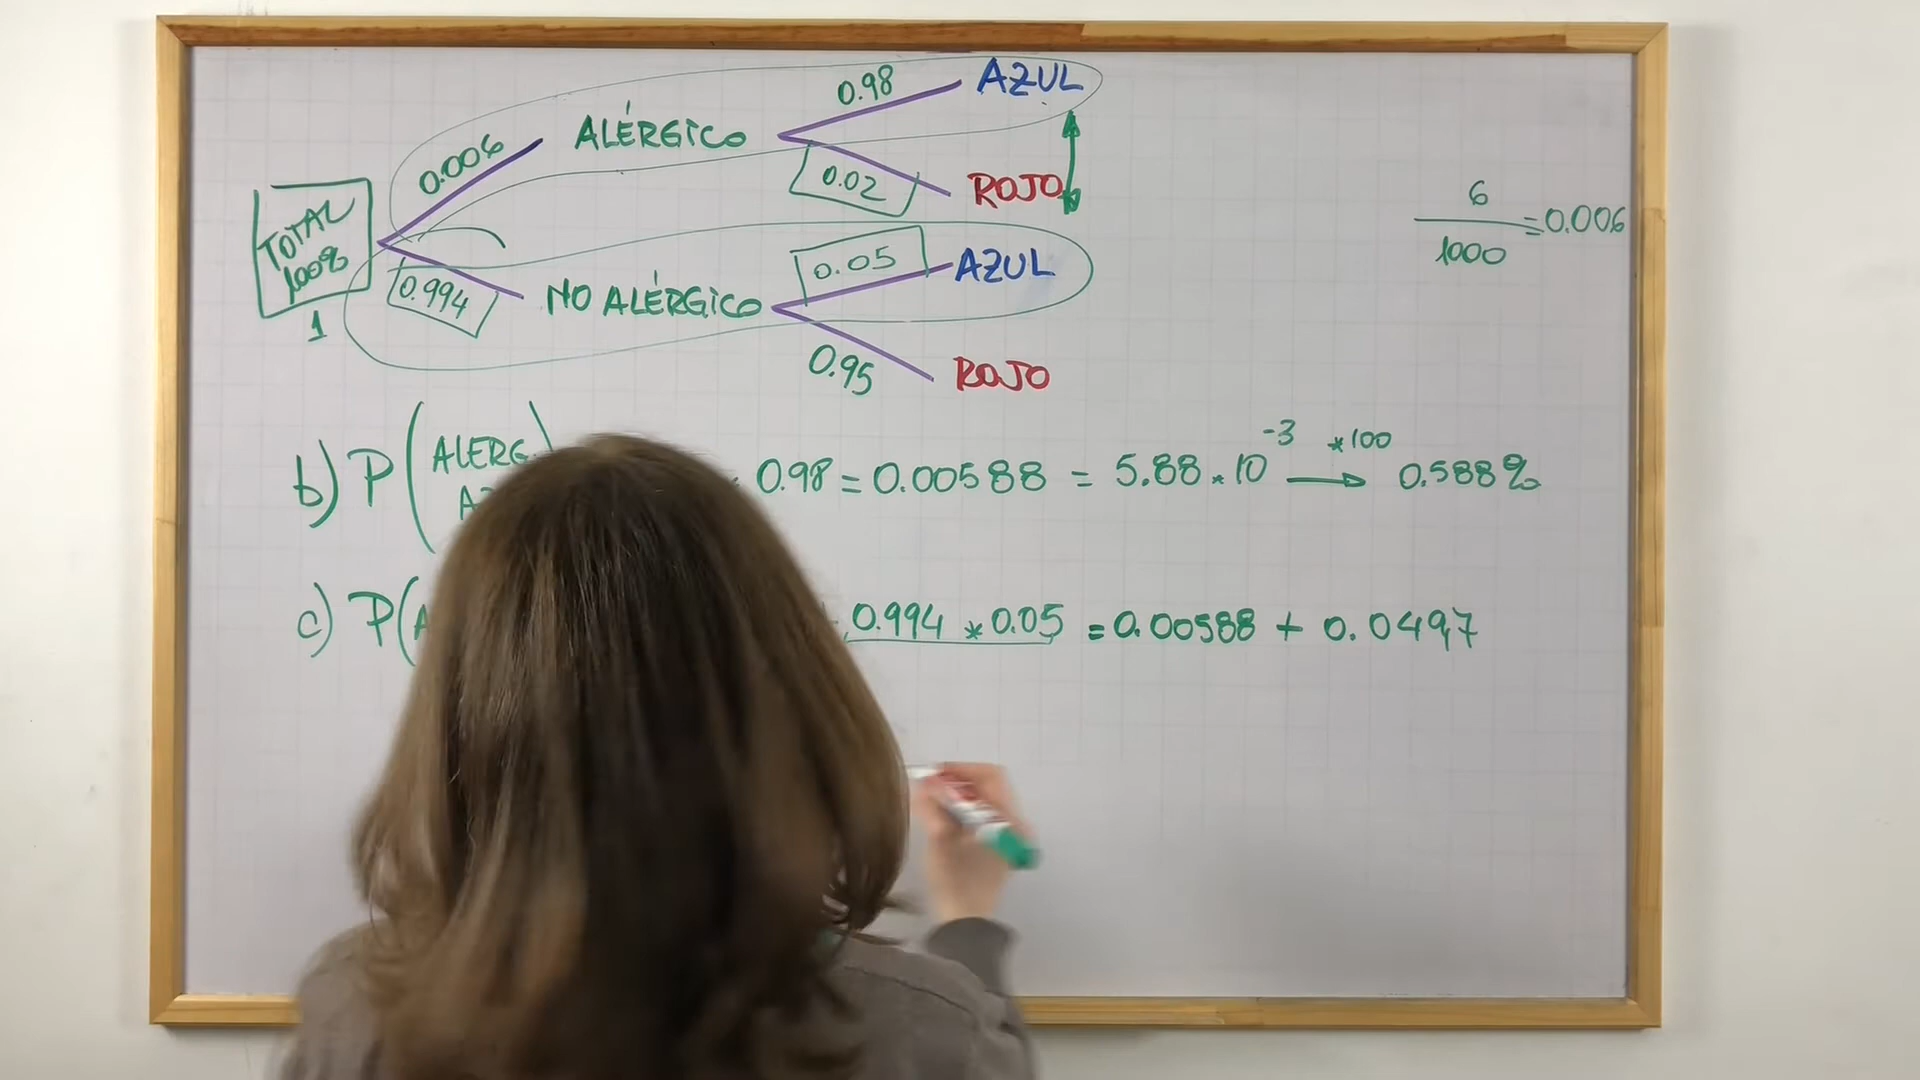 0.98 AZUL
0.006 ALÉRGICO
0.02 ROJO
TOTAL
100%
1
0.994 NO ALÉRGICO
0.05 AZUL
0.95 ROJO
6
1000
=0.006
b) P(ALERG.
* 0.98 = 0.00588 = 5.88*10-3 *100 → 0.588%
c) P(A + 0.994 * 0.05 = 0.00588 + 0.0497